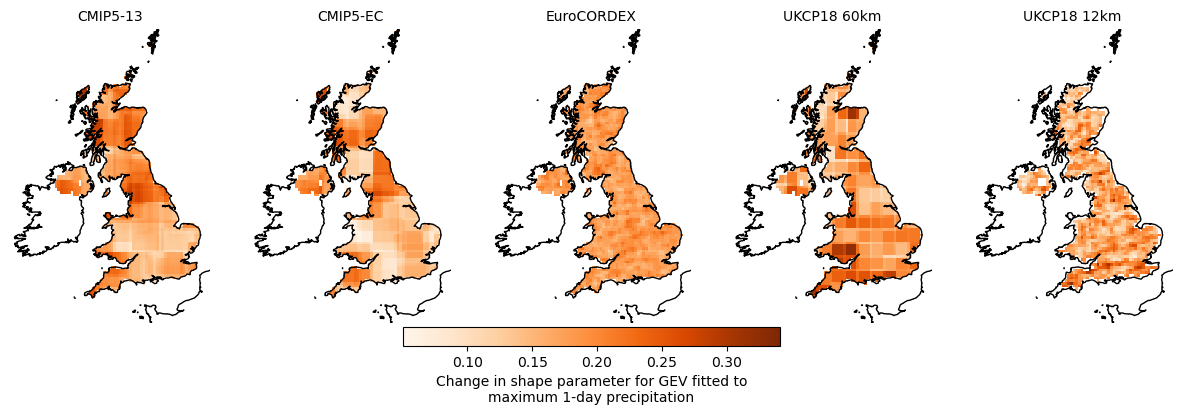 CMIP5-13
CMIP5-EC
EuroCORDEX
UKCP18 60km
UKCP18 12km
0.10
0.15
0.20
0.25
0.30
Change in shape parameter for GEV fitted to
maximum 1-day precipitation